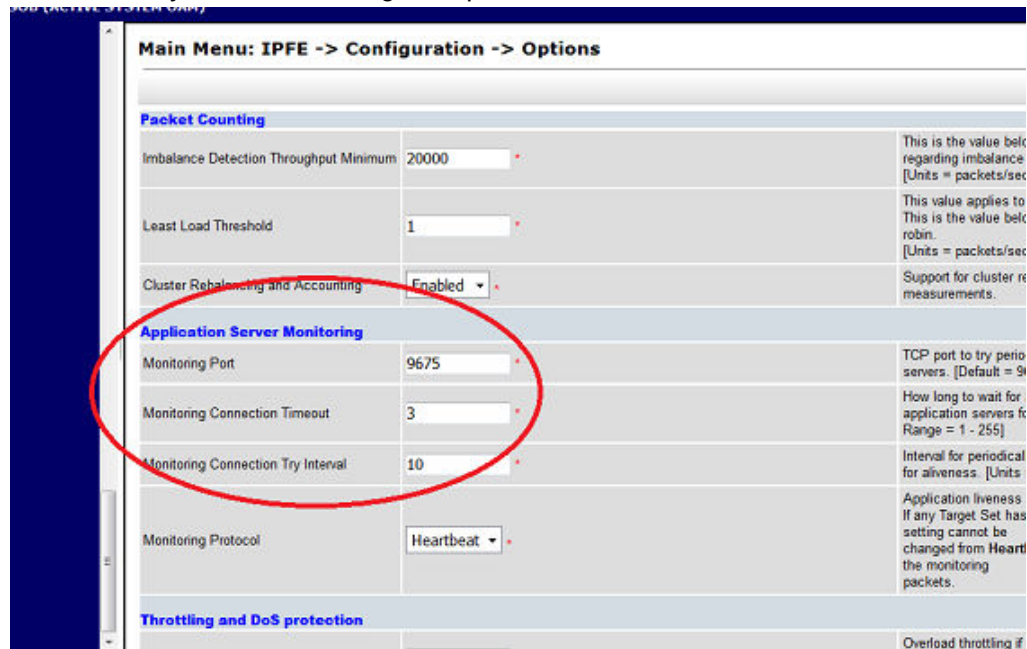 (ACTIVE SYSTEM OAM)
Main Menu: IPFE -> Configuration -> Options
Packet Counting
Imbalance Detection Throughput Minimum 20000 * This is the value belo
regarding imbalance
[Units = packets/sec
Least Load Threshold 1 * This value applies to
This is the value belo
robin.
[Units = packets/sec
Cluster Rebalancing and Accounting Enabled * Support for cluster re
measurements.
Application Server Monitoring
Monitoring Port 9675 * TCP port to try perio
servers. [Default = 96
Monitoring Connection Timeout 3 * How long to wait for
application servers fo
Range = 1 - 255]
Monitoring Connection Try Interval 10 * Interval for periodical
for aliveness. [Units
Monitoring Protocol Heartbeat * Application liveness
If any Target Set has
setting cannot be
changed from Heartb
the monitoring
packets.
Throttling and DoS protection
Overload throttling if